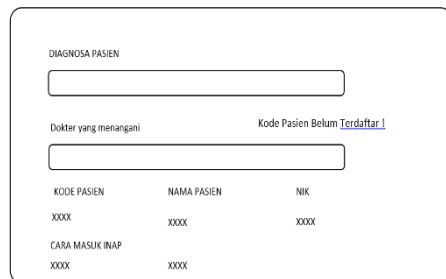 DIAGNOSA PASIEN
Dokter yang menangani
Kode Pasien Belum Terdaftar !
KODE PASIEN NAMA PASIEN NIK
XXXX XXXX XXXX
CARA MASUK INAP
XXXX XXXX